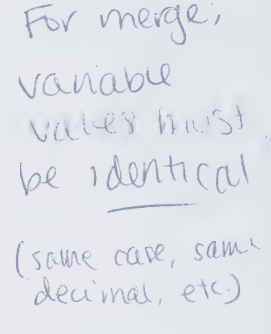 For merge,
variable
values must
be identical
(same case, same
decimal, etc.)